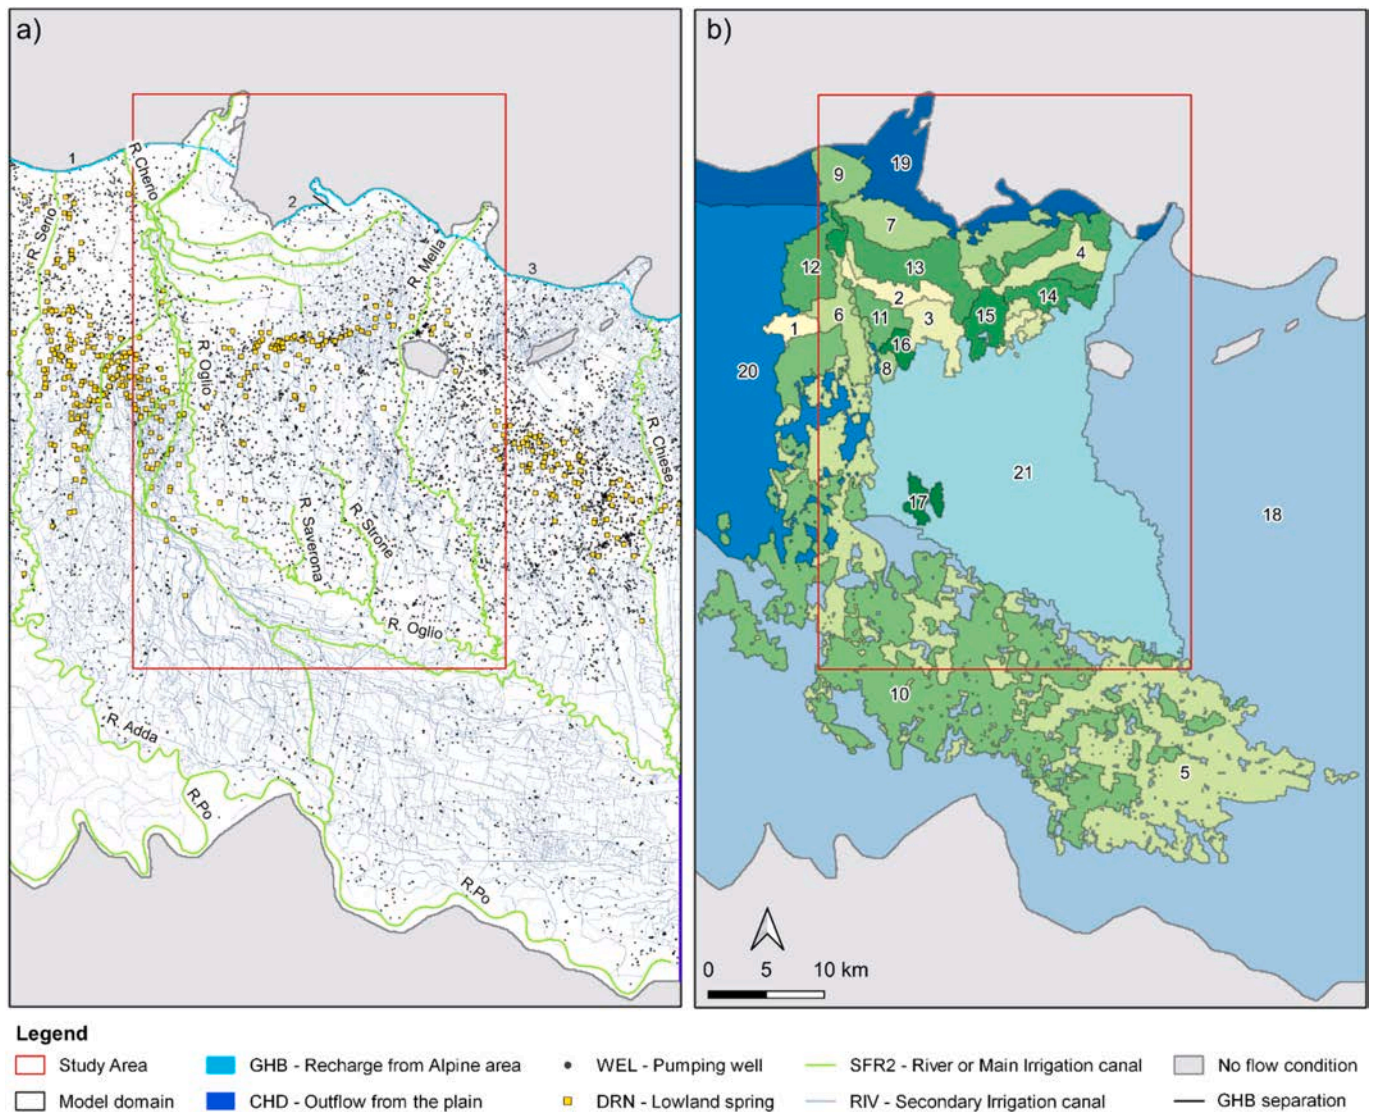 a)
b)
1
R.Cherio
2
R. Serio
R. Mella
3
R. Oglio
R. Chiese
R. Saverona
R. Strone
R. Oglio
R. Adda
R.Po
R.Po
19
9
7
4
12
13
2
14
1
6
11
3
15
16
20
8
21
17
18
10
5
0 5 10 km
Legend
Study Area GHB - Recharge from Alpine area WEL - Pumping well SFR2 - River or Main Irrigation canal No flow condition
Model domain CHD - Outflow from the plain DRN - Lowland spring RIV - Secondary Irrigation canal GHB separation